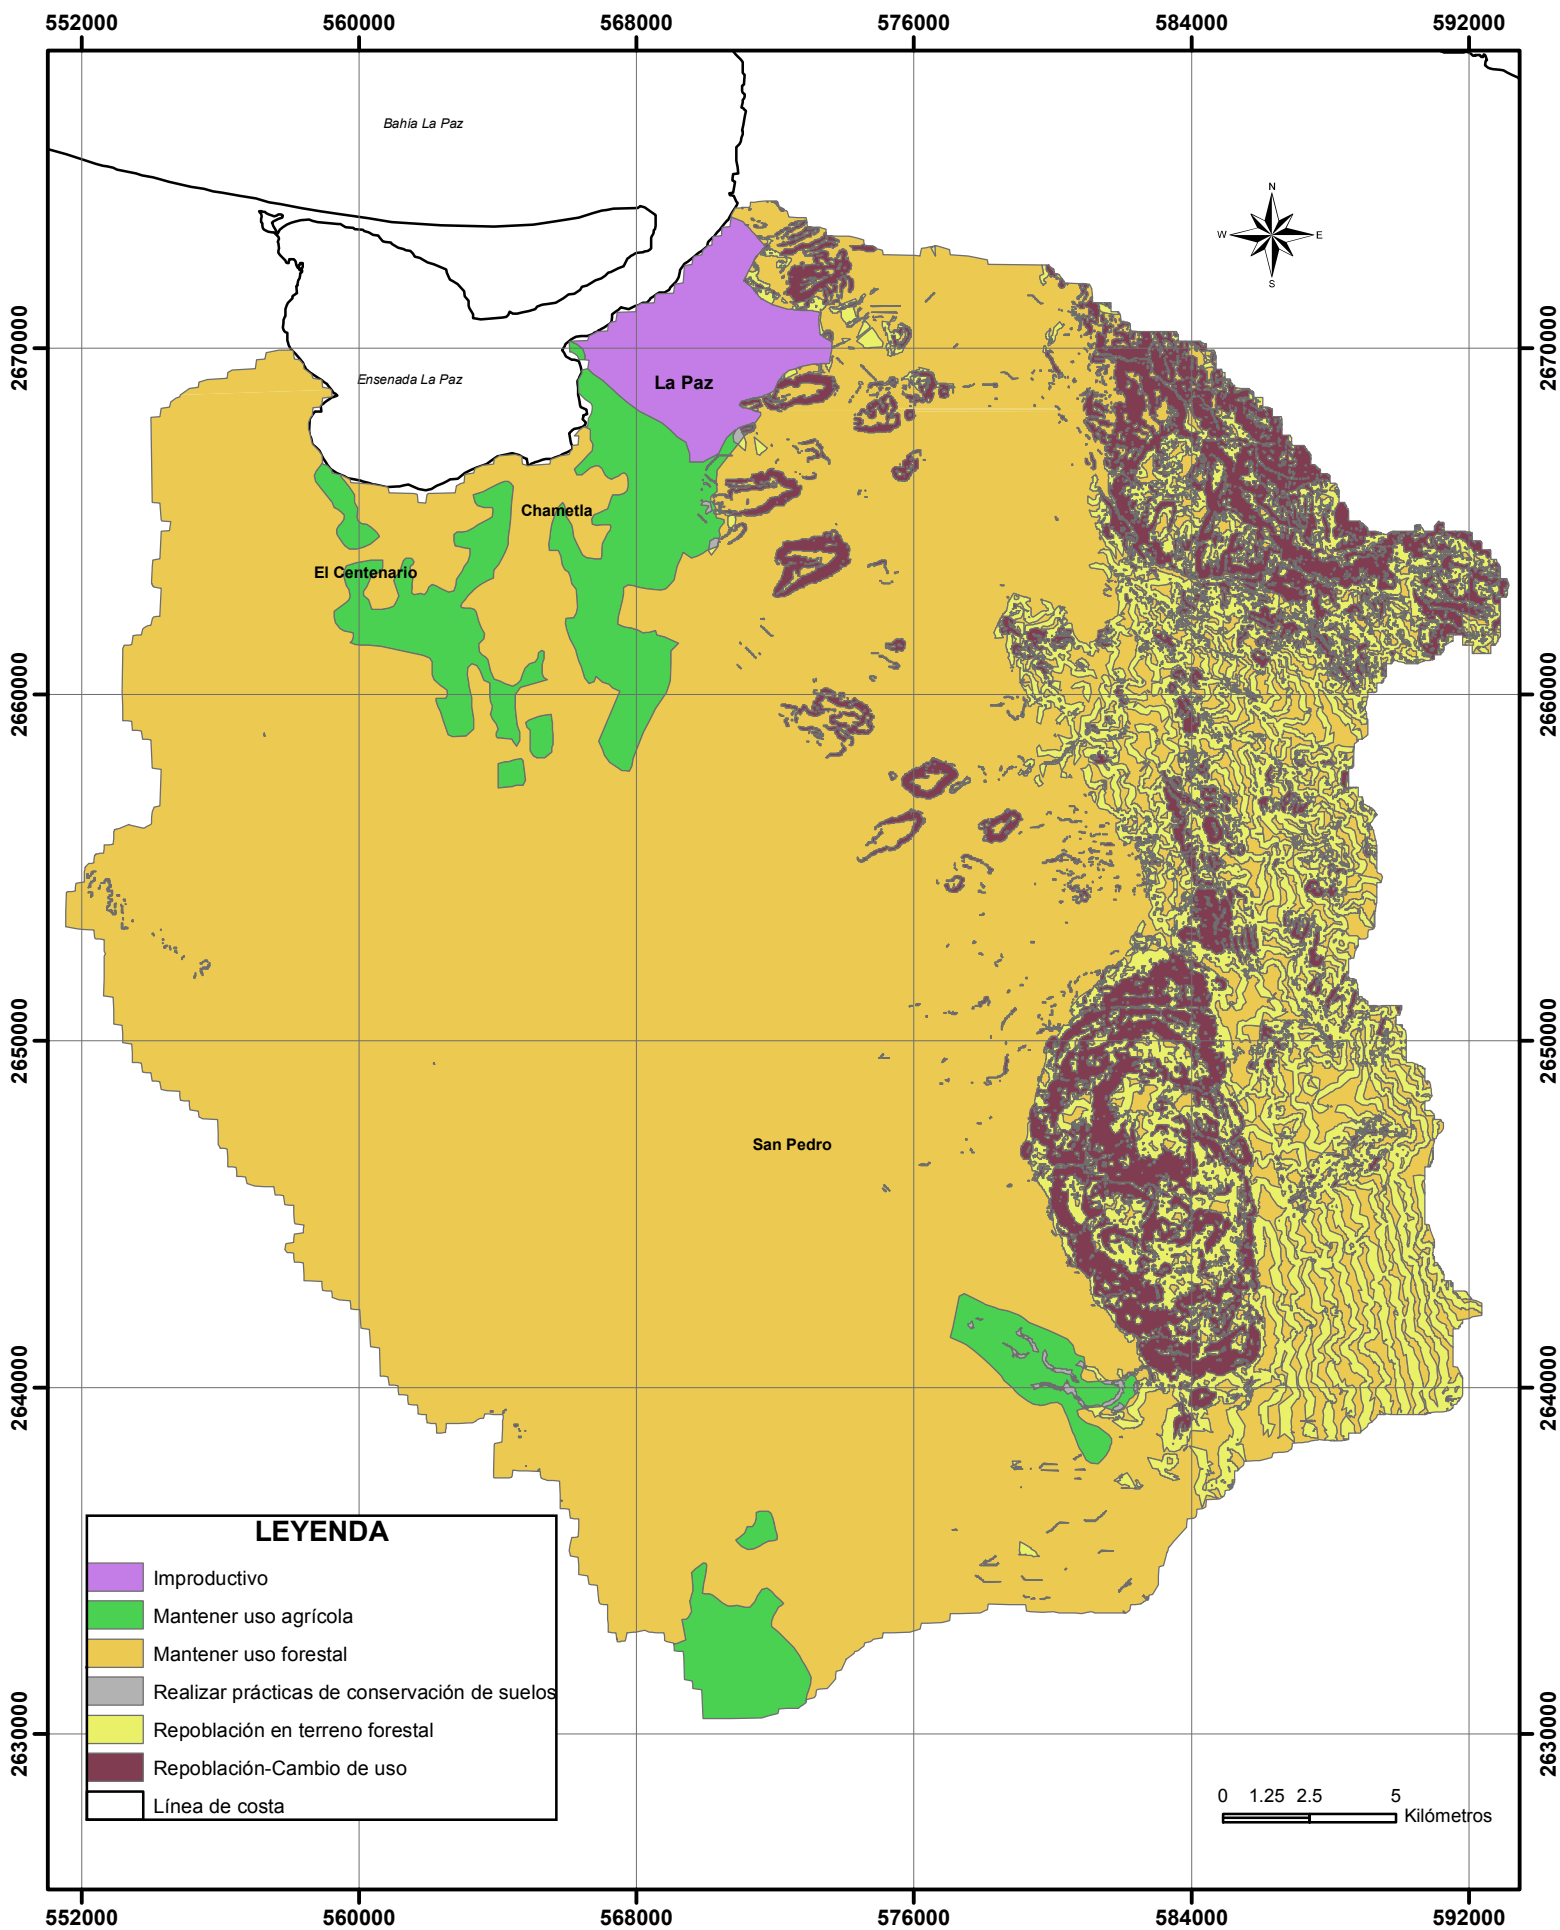 552000 560000 568000 576000 584000 592000
Bahía La Paz
N
W E
S
2670000 2670000
Ensenada La Paz
La Paz
Chametla
El Centenario
2660000 2660000
2650000 2650000
San Pedro
2640000 2640000
LEYENDA
Improductivo
Mantener uso agrícola
Mantener uso forestal
Realizar prácticas de conservación de suelos
Repoblación en terreno forestal
2630000 2630000
Repoblación-Cambio de uso
Línea de costa
0 1.25 2.5 5
Kilómetros
552000 560000 568000 576000 584000 592000